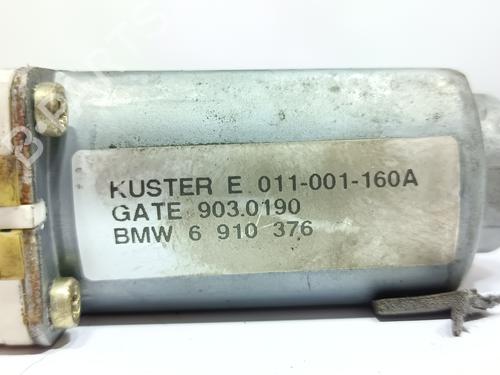 KUSTER E 011-001-160A
GATE 903.0190
BMW 6 910 376